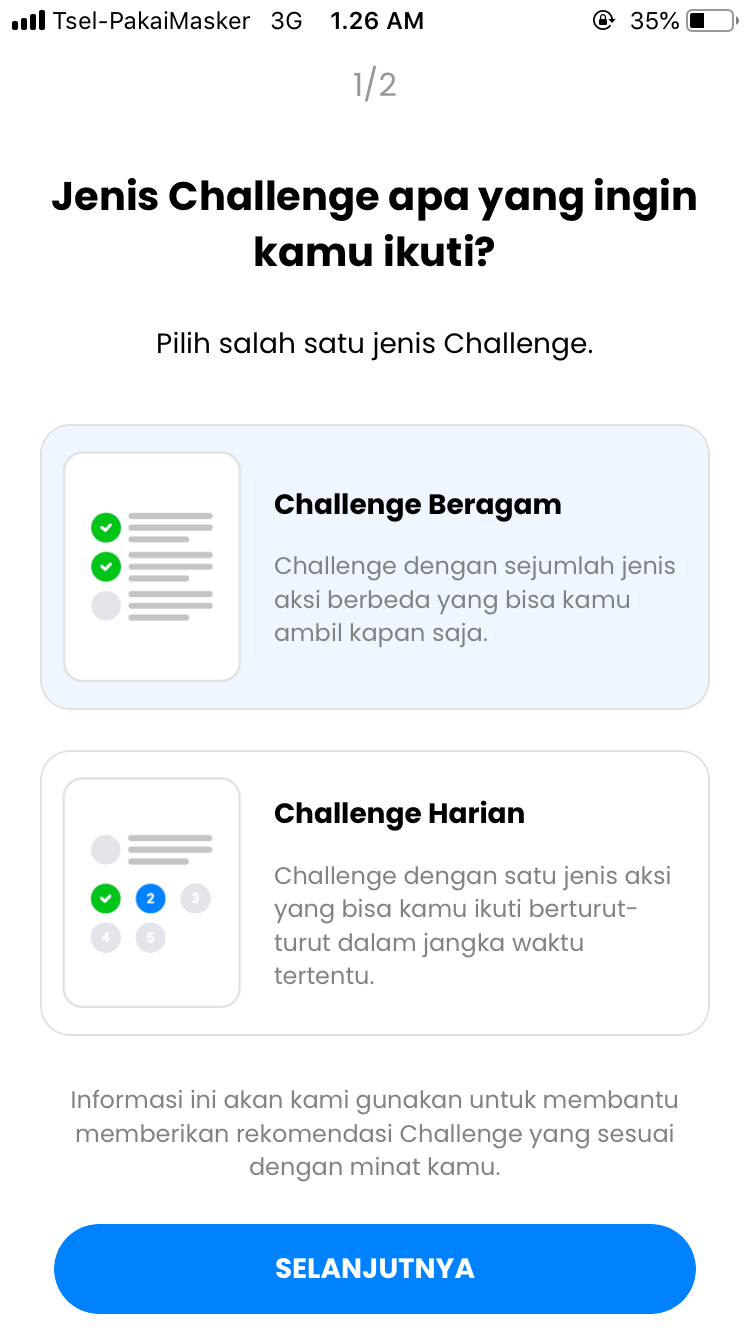 Tsel-PakaiMasker 3G 1.26 AM 35%
1/2
Jenis Challenge apa yang ingin
kamu ikuti?
Pilih salah satu jenis Challenge.
Challenge Beragam
Challenge dengan sejumlah jenis
aksi berbeda yang bisa kamu
ambil kapan saja.
Challenge Harian
Challenge dengan satu jenis aksi
yang bisa kamu ikuti berturut-
turut dalam jangka waktu
tertentu.
2 3
4 5
Informasi ini akan kami gunakan untuk membantu
memberikan rekomendasi Challenge yang sesuai
dengan minat kamu.
SELANJUTNYA